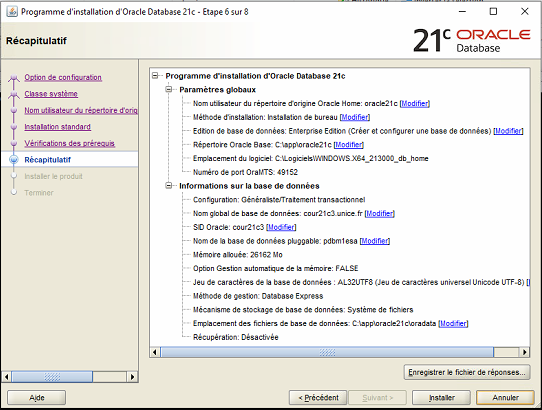 Programme d'installation d'Oracle Database 21c - Etape 6 sur 8
Récapitulatif
21c ORACLE
Database
Option de configuration
Classe système
Nom utilisateur du répertoire d'orig
Installation standard
Vérifications des prérequis
Récapitulatif
Installer le produit
Terminer
Programme d'installation d'Oracle Database 21c
Paramètres globaux
Nom utilisateur du répertoire d'origine Oracle Home: oracle21c [Modifier]
Méthode d'installation: Installation de bureau [Modifier]
Edition de base de données: Enterprise Edition (Créer et configurer une base de données) [Modifier]
Répertoire Oracle Base: C:\app\oracle21c [Modifier]
Emplacement du logiciel: C:\Logiciels\WINDOWS.X64_213000_db_home
Numéro de port OraMTS: 49152
Informations sur la base de données
Configuration: Généraliste/Traitement transactionnel
Nom global de base de données: cour21c3.unice.fr [Modifier]
SID Oracle: cour21c3 [Modifier]
Nom de la base de données pluggable: pdbm1esa [Modifier]
Mémoire allouée: 26162 Mo
Option Gestion automatique de la mémoire: FALSE
Jeu de caractères de la base de données : AL32UTF8 (Jeu de caractères universel Unicode UTF-8) [
Méthode de gestion: Database Express
Mécanisme de stockage de base de données: Système de fichiers
Emplacement des fichiers de base de données: C:\app\oracle21c\oradata [Modifier]
Récupération: Désactivée
Enregistrer le fichier de réponses...
Aide
< Précédent
Suivant >
Installer
Annuler